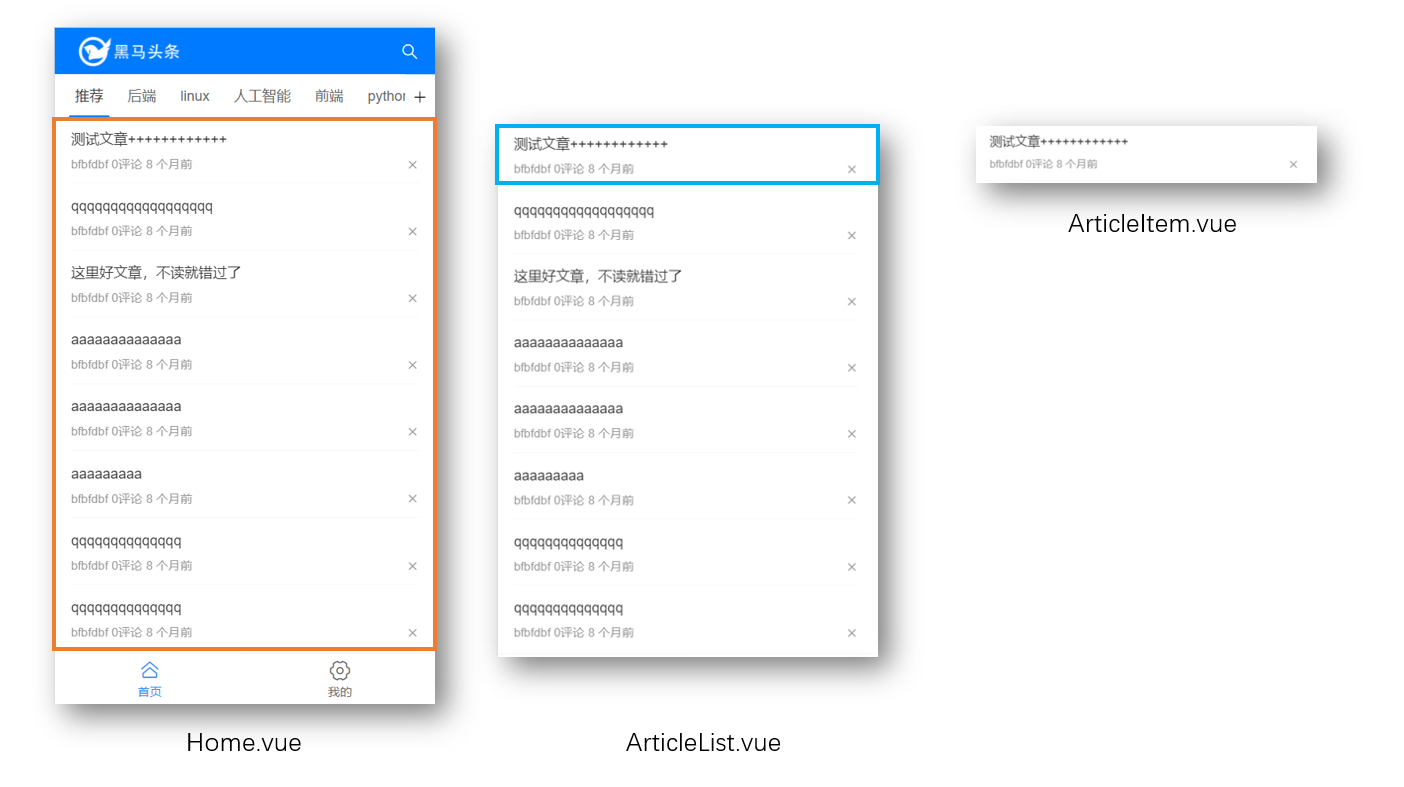 黑马头条
推荐 后端 linux 人工智能 前端 python
测试文章++++++++++++
bfbfdbf 0评论 8 个月前
qqqqqqqqqqqqqqqqqq
bfbfdbf 0评论 8 个月前
这里好文章，不读就错过了
bfbfdbf 0评论 8 个月前
aaaaaaaaaaaaaa
bfbfdbf 0评论 8 个月前
aaaaaaaaaaaaaa
bfbfdbf 0评论 8 个月前
aaaaaaaaa
bfbfdbf 0评论 8 个月前
qqqqqqqqqqqqqq
bfbfdbf 0评论 8 个月前
qqqqqqqqqqqqqq
bfbfdbf 0评论 8 个月前
首页 我的
Home.vue
测试文章++++++++++++
bfbfdbf 0评论 8 个月前
qqqqqqqqqqqqqqqqqq
bfbfdbf 0评论 8 个月前
这里好文章，不读就错过了
bfbfdbf 0评论 8 个月前
aaaaaaaaaaaaaa
bfbfdbf 0评论 8 个月前
aaaaaaaaaaaaaa
bfbfdbf 0评论 8 个月前
aaaaaaaaa
bfbfdbf 0评论 8 个月前
qqqqqqqqqqqqqq
bfbfdbf 0评论 8 个月前
qqqqqqqqqqqqqq
bfbfdbf 0评论 8 个月前
ArticleList.vue
测试文章++++++++++++
bfbfdbf 0评论 8 个月前
ArticleItem.vue